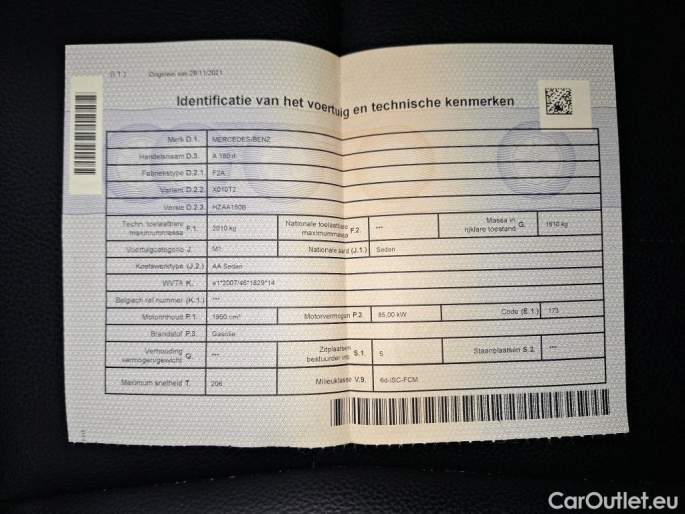 Origineel van 29/11/2021
Identificatie van het voertuig en technische kenmerken
Merk D.1. MERCEDES-BENZ
Handelsnaam D.3. A 180 d
Fabriekstype D.2.1. F2A
Variant D.2.2. X010T2
Versie D.2.3. HZAA150B
Techn. toelaatbare maximummassa F.1. 2010 kg Nationale toelaatbare maximummassa F.2. *** Massa in rijklare toestand G. 1510 kg
Voertuigcategorie J. M1 Nationale aard (J.1.) Sedan
Koetswerktype (J.2.) AA Sedan
WVTA K. e1*2007/46*1829*14
Belgisch ref.nummer (K.1.) ***
Motorinhoud P.1. 1950 cm³ Motorvermogen P.2. 85,00 kW Code (E.1.) 173
Brandstof P.3. Gasolie
Verhouding vermogen/gewicht Q. *** Zitplaatsen bestuurder inb. S.1. 5 Staanplaatsen S.2. ***
Maximum snelheid T. 206 Milieuklasse V.9. 6d-ISC-FCM
CarOutlet.eu